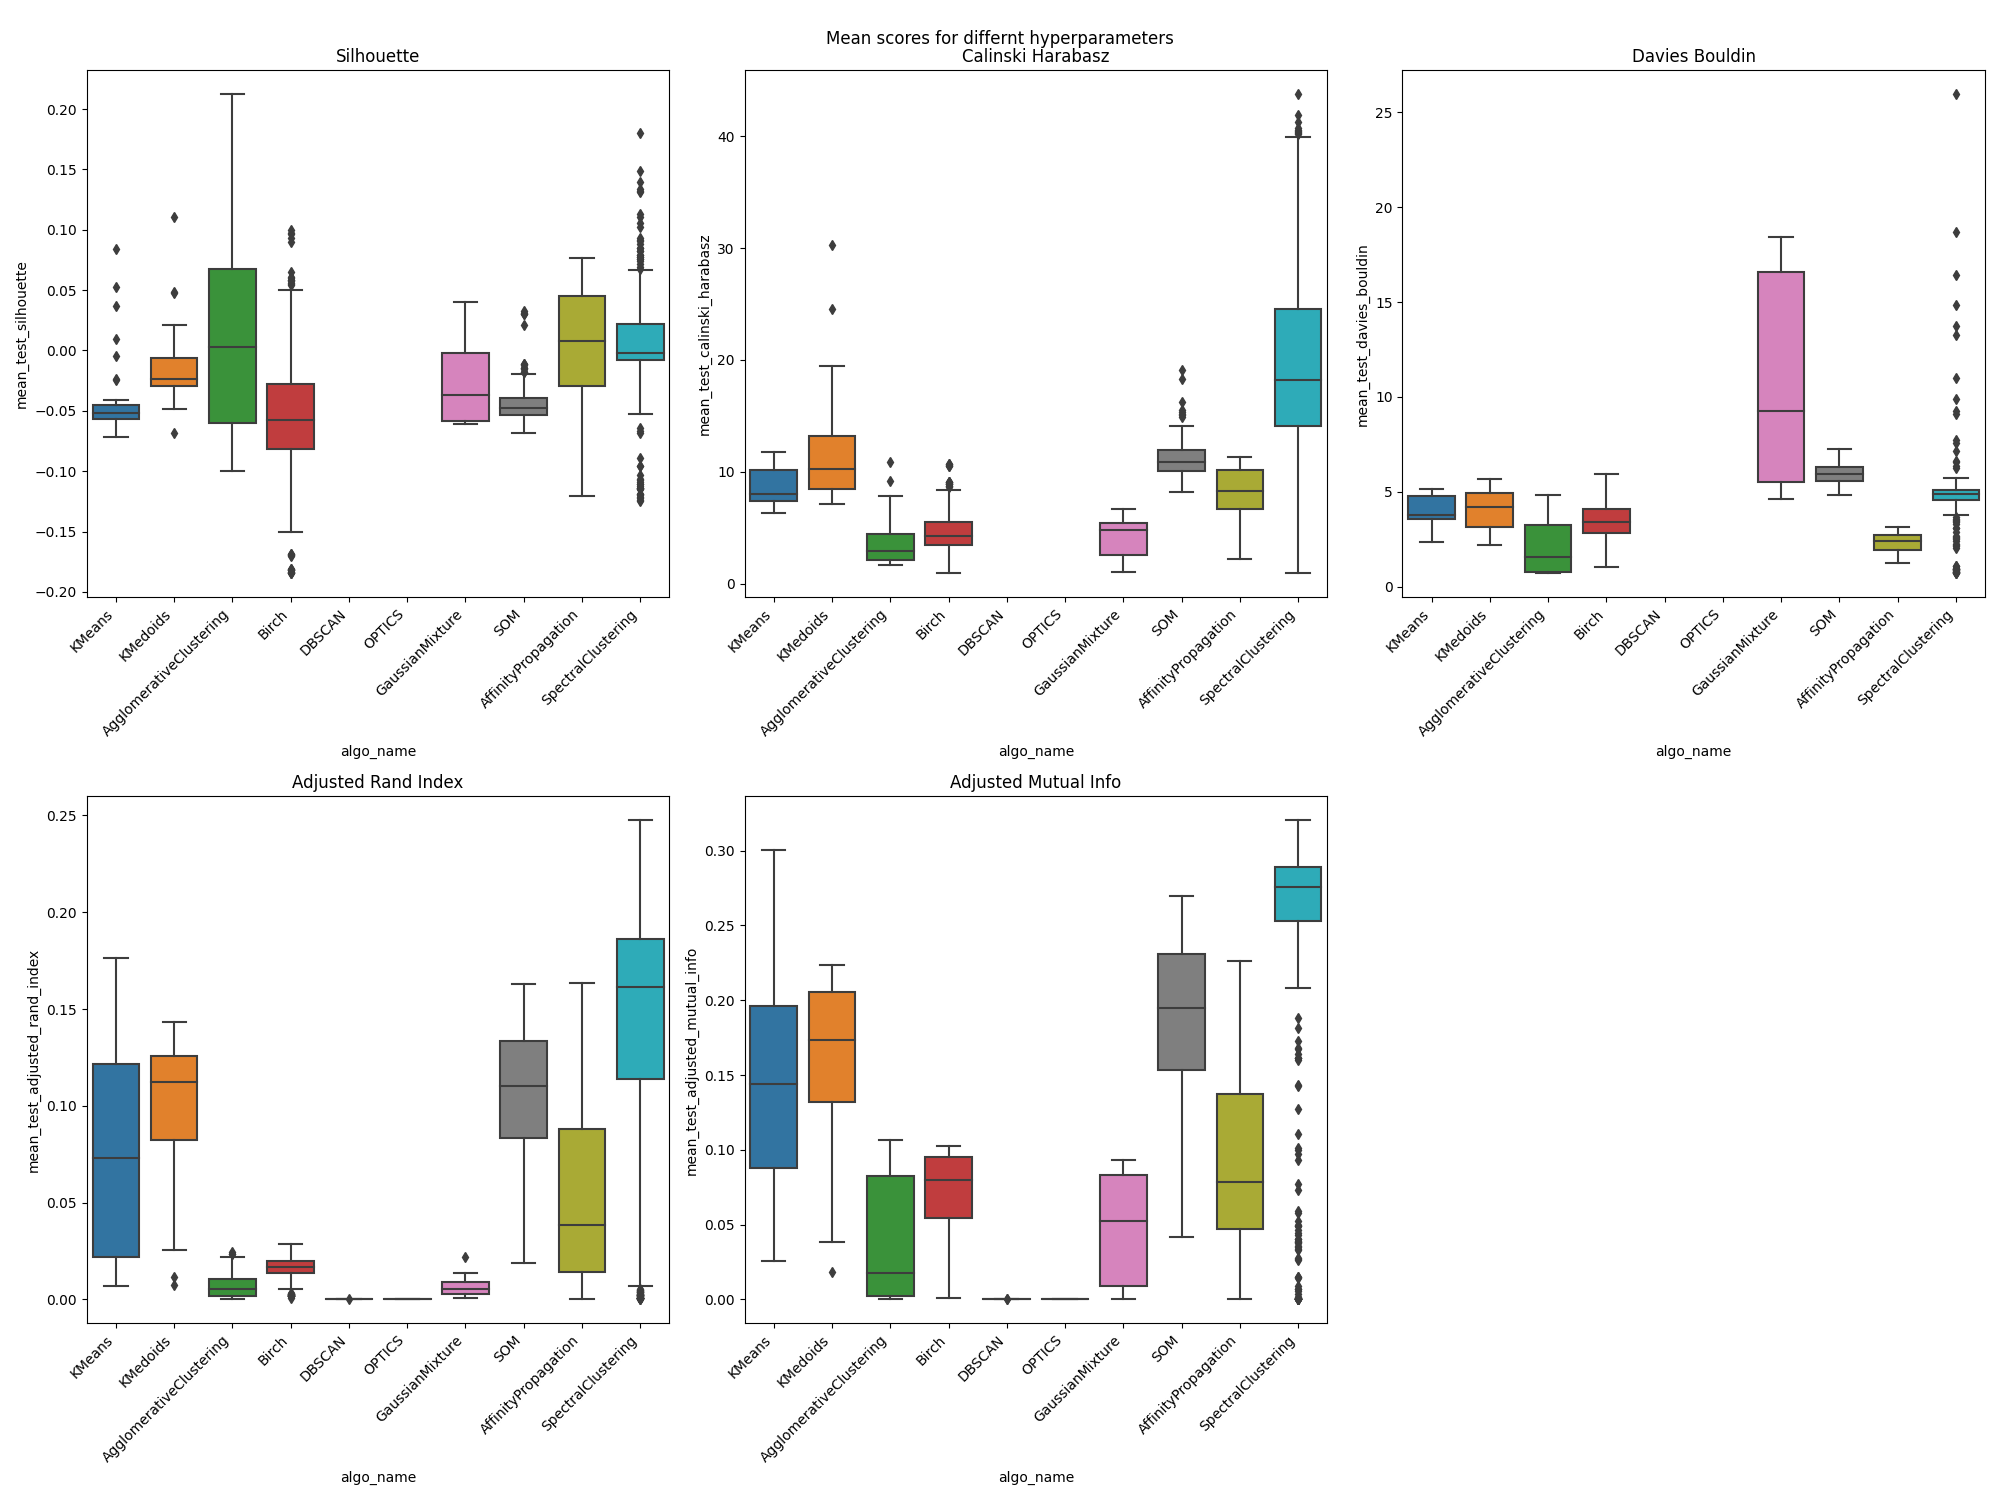 Mean scores for differnt hyperparameters
Silhouette
mean_test_silhouette
0.20
0.15
0.10
0.05
0.00
−0.05
−0.10
−0.15
−0.20
KMeans
KMedoids
AgglomerativeClustering
Birch
DBSCAN
OPTICS
GaussianMixture
SOM
AffinityPropagation
SpectralClustering
algo_name
Calinski Harabasz
mean_test_calinski_harabasz
40
30
20
10
0
KMeans
KMedoids
AgglomerativeClustering
Birch
DBSCAN
OPTICS
GaussianMixture
SOM
AffinityPropagation
SpectralClustering
algo_name
Davies Bouldin
mean_test_davies_bouldin
25
20
15
10
5
0
KMeans
KMedoids
AgglomerativeClustering
Birch
DBSCAN
OPTICS
GaussianMixture
SOM
AffinityPropagation
SpectralClustering
algo_name
Adjusted Rand Index
mean_test_adjusted_rand_index
0.25
0.20
0.15
0.10
0.05
0.00
KMeans
KMedoids
AgglomerativeClustering
Birch
DBSCAN
OPTICS
GaussianMixture
SOM
AffinityPropagation
SpectralClustering
algo_name
Adjusted Mutual Info
mean_test_adjusted_mutual_info
0.30
0.25
0.20
0.15
0.10
0.05
0.00
KMeans
KMedoids
AgglomerativeClustering
Birch
DBSCAN
OPTICS
GaussianMixture
SOM
AffinityPropagation
SpectralClustering
algo_name